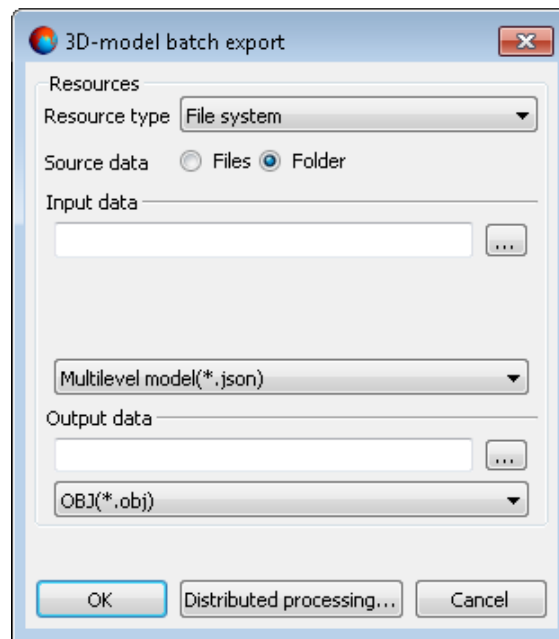 3D-model batch export
Resources
Resource type File system
Source data Files Folder
Input data
...
Multilevel model(*.json)
Output data
...
OBJ(*.obj)
OK Distributed processing... Cancel